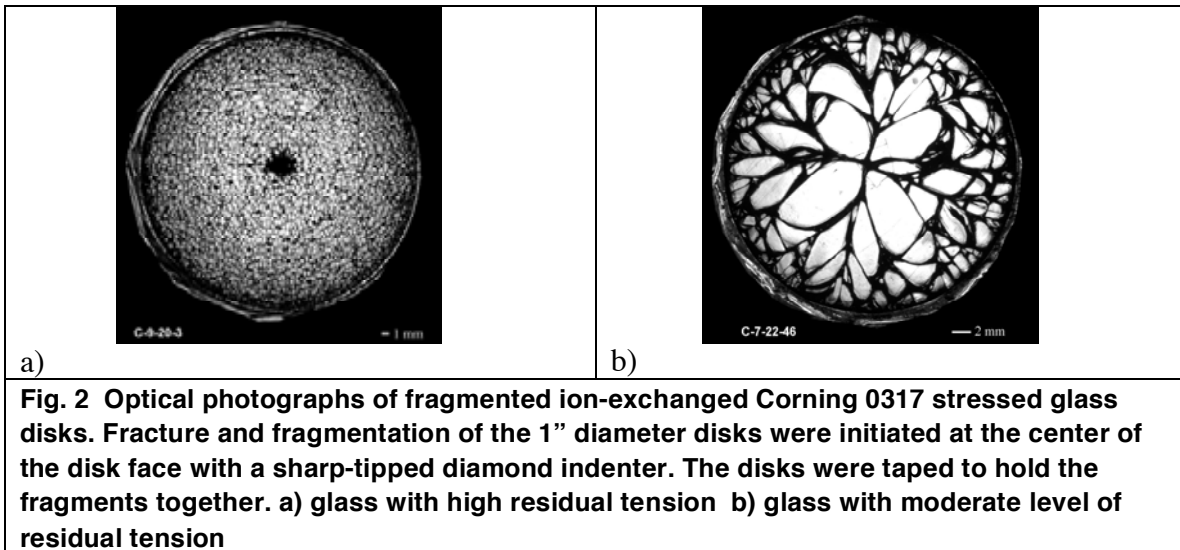 C-9-20-3
1 mm
C-7-22-46
2 mm
a)
b)
Fig. 2 Optical photographs of fragmented ion-exchanged Corning 0317 stressed glass
disks. Fracture and fragmentation of the 1” diameter disks were initiated at the center of
the disk face with a sharp-tipped diamond indenter. The disks were taped to hold the
fragments together. a) glass with high residual tension b) glass with moderate level of
residual tension